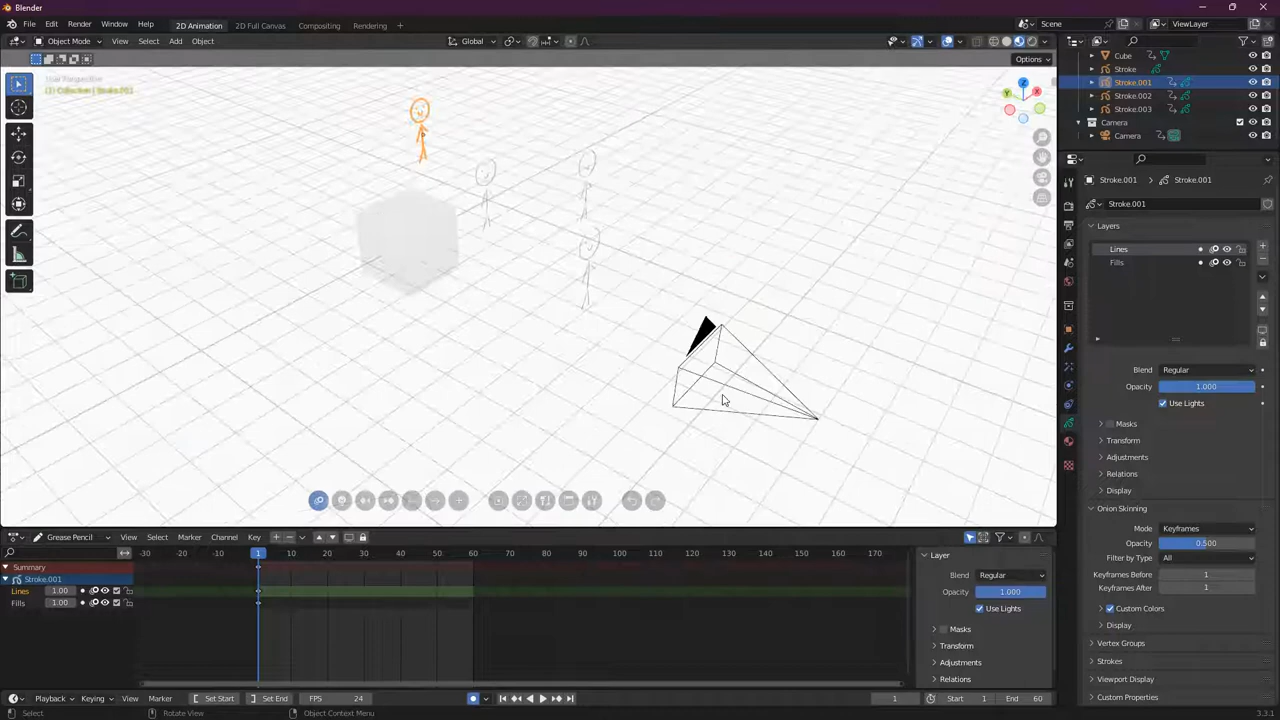 Blender
File Edit Render Window Help 2D Animation 2D Full Canvas Compositing Rendering + Scene ViewLayer
Object Mode View Select Add Object Global
Options
User Perspective
(1) Collection | Stroke.001
Z
Y
X
Cube
Stroke
Stroke.001
Stroke.002
Stroke.003
Camera
Camera
Stroke.001 > Stroke.001
Stroke.001
Layers
Lines
Fills
Blend Regular
Opacity 1.000
Use Lights
Masks
Transform
Adjustments
Relations
Display
Onion Skinning
Mode Keyframes
Opacity 0.500
Filter by Type All
Keyframes Before 1
Keyframes After 1
Custom Colors
Display
Vertex Groups
Strokes
Viewport Display
Custom Properties
Grease Pencil View Select Marker Channel Key
-30 -20 -10 1 10 20 30 40 50 60 70 80 90 100 110 120 130 140 150 160 170
Summary
Stroke.001
Lines 1.00
Fills 1.00
Layer
Blend Regular
Opacity 1.000
Use Lights
Masks
Transform
Adjustments
Relations
Playback Keying View Marker Set Start Set End FPS 24 1 Start 1 End 60
Select Rotate View Object Context Menu 3.3.1